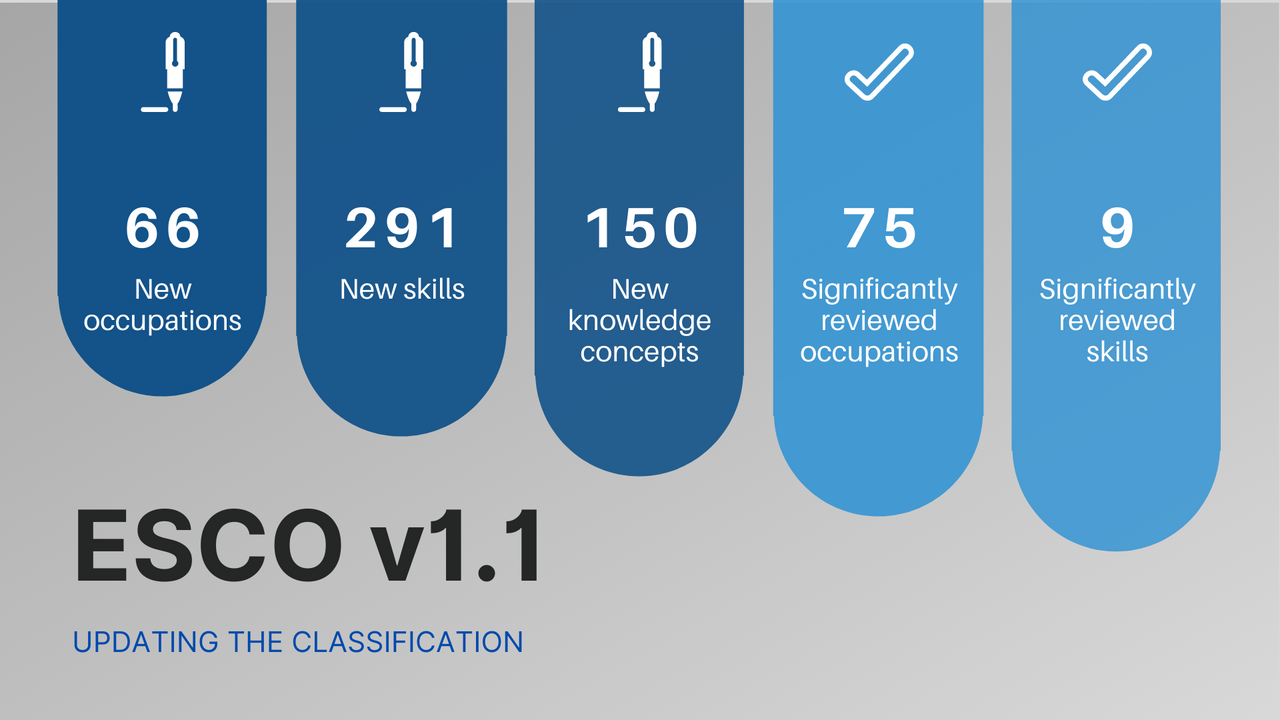 66
New
occupations
291
New skills
150
New
knowledge
concepts
75
Significantly
reviewed
occupations
9
Significantly
reviewed
skills
ESCO v1.1
UPDATING THE CLASSIFICATION